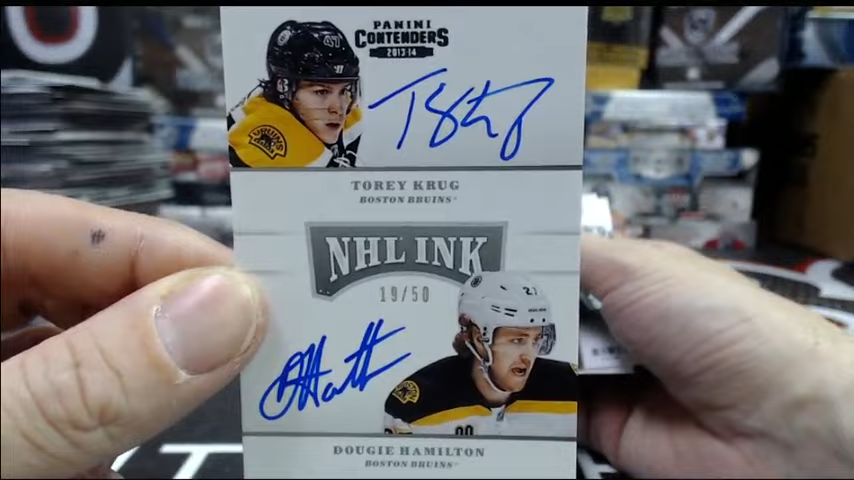 PANINI
CONTENDERS
2013-14
TOREY KRUG
BOSTON BRUINS
NHL INK
19/50
DOUGIE HAMILTON
BOSTON BRUINS